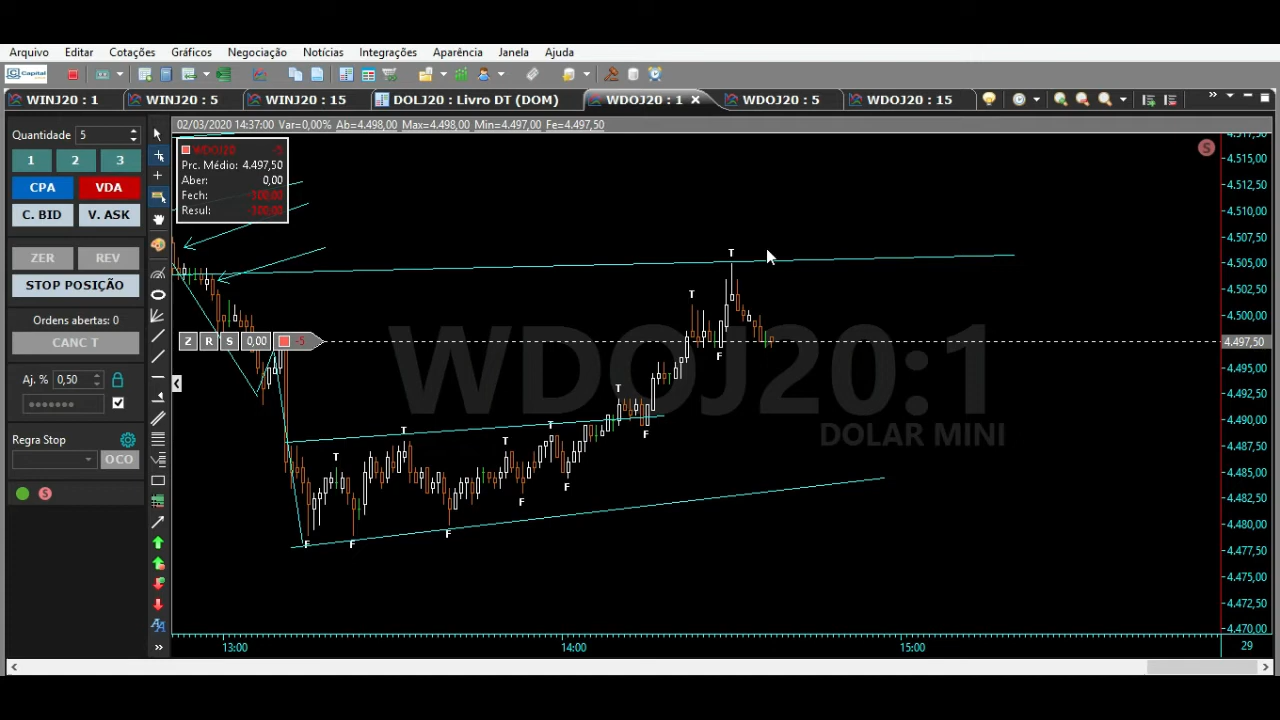 Arquivo Editar Cotações Gráficos Negociação Notícias Integrações Aparência Janela Ajuda
Capital
WINJ20 : 1 WINJ20 : 5 WINJ20 : 15 DOLJ20 : Livro DT (DOM) WDOJ20 : 1 × WDOJ20 : 5 WDOJ20 : 15
02/03/2020 14:37:00 Var=0,00% Ab=4.498,00 Max=4.498,00 Min=4.497,00 Fe=4.497,50
Quantidade 5
1 2 3
CPA VDA
C. BID V. ASK
ZER REV
STOP POSIÇÃO
Ordens abertas: 0
CANC T
Aj. % 0,50
Regra Stop
OCO
S
WDOJ20 -5
Prc. Médio: 4.497,50
Aber: 0,00
Fech: -100,00
Resul: -100,00
S
Z R S 0,00 -5
WDOJ20:1
DOLAR MINI
T
T
T
T
T
T
T
F
F
F
F
F
F
F
4.517,50
4.515,00
4.512,50
4.510,00
4.507,50
4.505,00
4.502,50
4.500,00
4.497,50
4.495,00
4.492,50
4.490,00
4.487,50
4.485,00
4.482,50
4.480,00
4.477,50
4.475,00
4.472,50
4.470,00
13:00 14:00 15:00 29